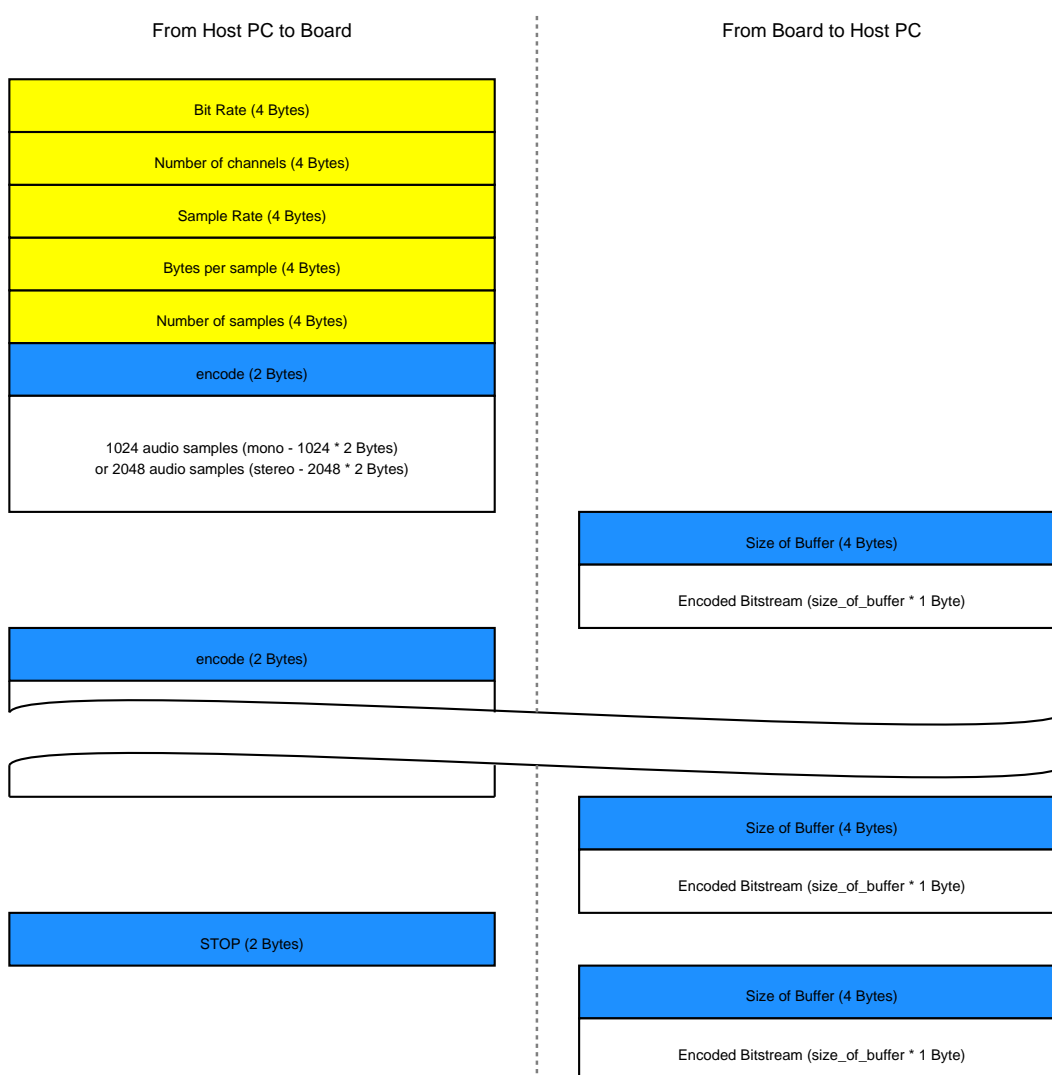 From Host PC to Board
From Board to Host PC
Bit Rate (4 Bytes)
Number of channels (4 Bytes)
Sample Rate (4 Bytes)
Bytes per sample (4 Bytes)
Number of samples (4 Bytes)
encode (2 Bytes)
1024 audio samples (mono - 1024 * 2 Bytes)
or 2048 audio samples (stereo - 2048 * 2 Bytes)
Size of Buffer (4 Bytes)
Encoded Bitstream (size_of_buffer * 1 Byte)
encode (2 Bytes)
Size of Buffer (4 Bytes)
Encoded Bitstream (size_of_buffer * 1 Byte)
STOP (2 Bytes)
Size of Buffer (4 Bytes)
Encoded Bitstream (size_of_buffer * 1 Byte)